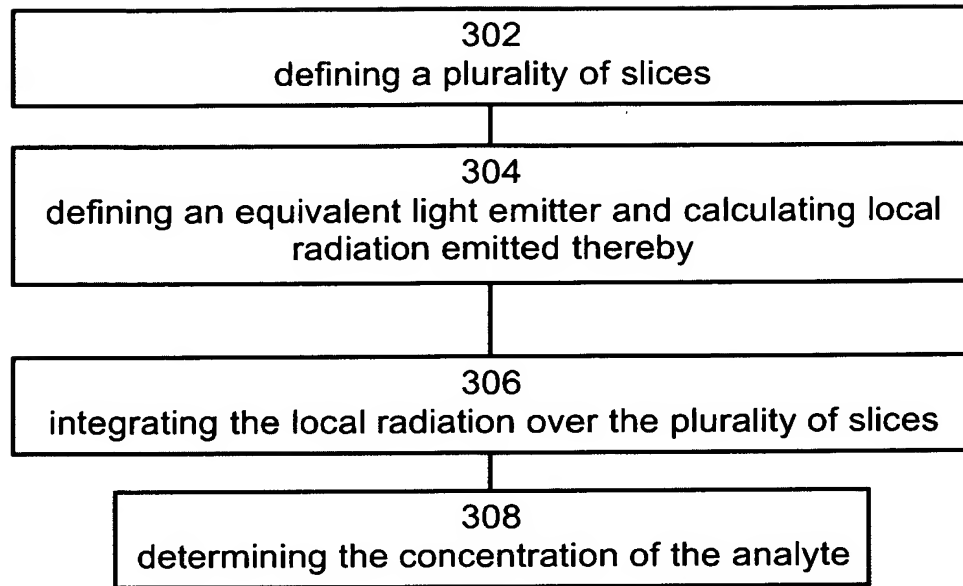 302
defining a plurality of slices
304
defining an equivalent light emitter and calculating local
radiation emitted thereby
306
integrating the local radiation over the plurality of slices
308
determining the concentration of the analyte